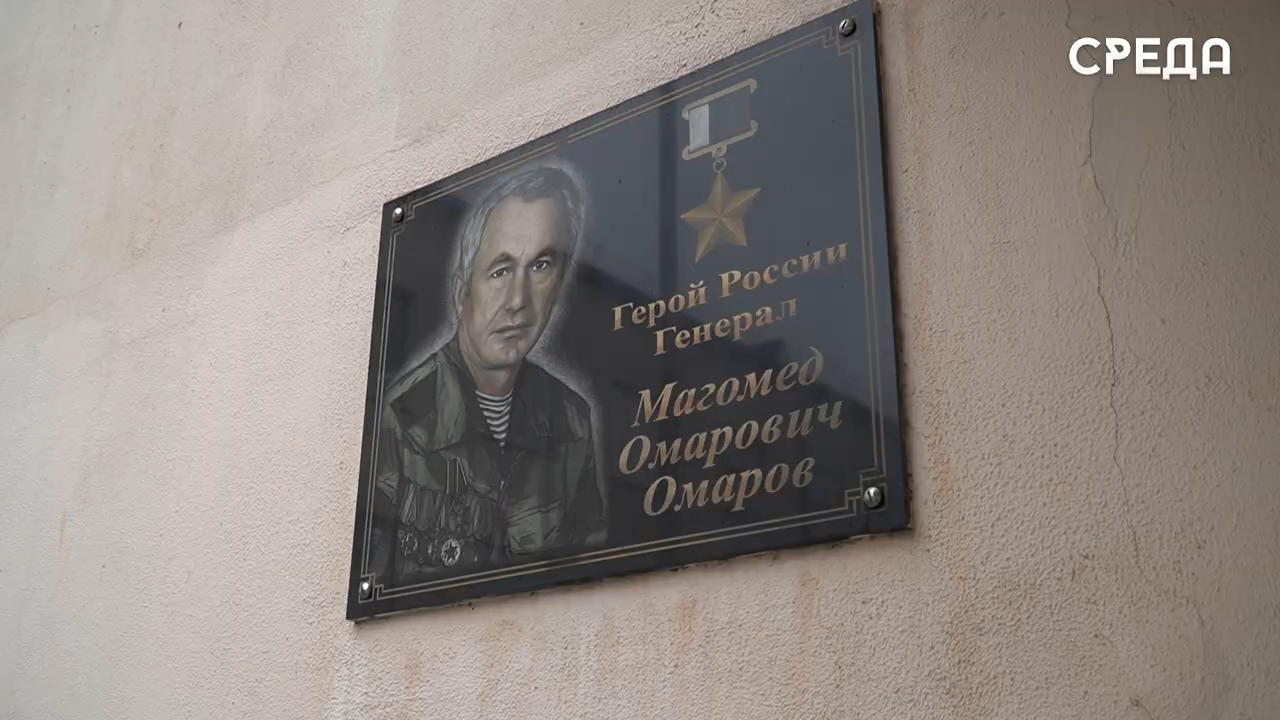 СРЕДА
Герой России
Генерал
Магомед
Омарович
Омаров